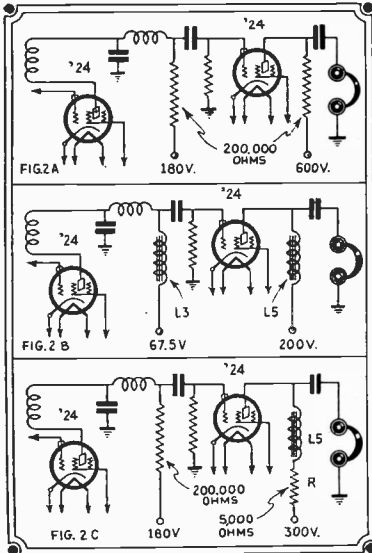 '24
'24
200,000
OHMS
FIG.2A
180V.
600V.
'24
'24
L3
L5
FIG.2 B
67.5V
200V.
'24
'24
L5
200.000
OHMS
5,000
OHMS
R
FIG. 2C
180V
300V.